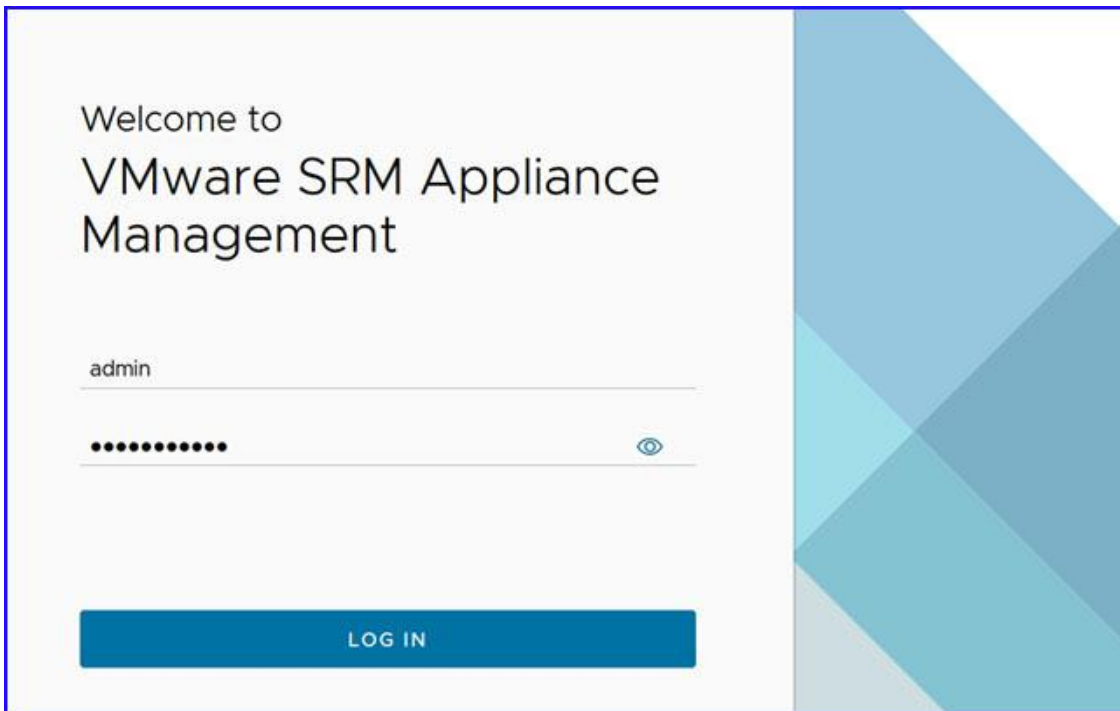 Welcome to
VMware SRM Appliance
Management
admin
•••••••••••
LOG IN